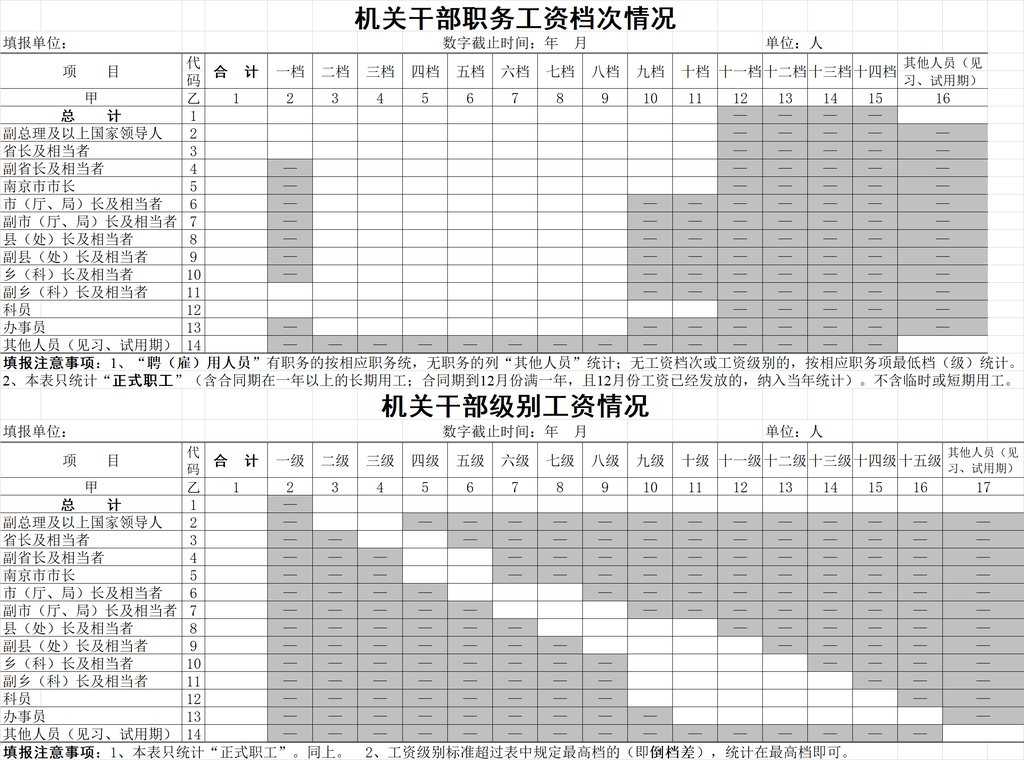 机关干部职务工资档次情况
填报单位： 数字截止时间：年 月 单位：人
项 目 代码 合 计 一档 二档 三档 四档 五档 六档 七档 八档 九档 十档 十一档 十二档 十三档 十四档 其他人员（见习、试用期）
甲 乙 1 2 3 4 5 6 7 8 9 10 11 12 13 14 15 16
总 计 1 — — — —
副总理及以上国家领导人 2 — — — — —
省长及相当者 3 — — — — —
副省长及相当者 4 — — — — — —
南京市市长 5 — — — — — —
市（厅、局）长及相当者 6 — — — — — — — —
副市（厅、局）长及相当者 7 — — — — — — — —
县（处）长及相当者 8 — — — — — — — —
副县（处）长及相当者 9 — — — — — — — —
乡（科）长及相当者 10 — — — — — — — —
副乡（科）长及相当者 11 — — — — — — —
科员 12 — — — — —
办事员 13 — — — — — — — —
其他人员（见习、试用期） 14 — — — — — — — — — — — — — —
填报注意事项：1、“聘（雇）用人员”有职务的按相应职务统，无职务的列“其他人员”统计；无工资档次或工资级别的，按相应职务项最低档（级）统计。
2、本表只统计“正式职工”（含合同期在一年以上的长期用工；合同期到12月份满一年，且12月份工资已经发放的，纳入当年统计）。不含临时或短期用工。
机关干部级别工资情况
填报单位： 数字截止时间：年 月 单位：人
项 目 代码 合 计 一级 二级 三级 四级 五级 六级 七级 八级 九级 十级 十一级 十二级 十三级 十四级 十五级 其他人员（见习、试用期）
甲 乙 1 2 3 4 5 6 7 8 9 10 11 12 13 14 15 16 17
总 计 1 —
副总理及以上国家领导人 2 — — — — — — — — — — — — — —
省长及相当者 3 — — — — — — — — — — — — — —
副省长及相当者 4 — — — — — — — — — — — — — —
南京市市长 5 — — — — — — — — — — — — — —
市（厅、局）长及相当者 6 — — — — — — — — — — — — —
副市（厅、局）长及相当者 7 — — — — — — — — — — — — —
县（处）长及相当者 8 — — — — — — — — — — — —
副县（处）长及相当者 9 — — — — — — — — — — — —
乡（科）长及相当者 10 — — — — — — — — — — — —
副乡（科）长及相当者 11 — — — — — — — — — — —
科员 12 — — — — — — — — — —
办事员 13 — — — — — — — — — —
其他人员（见习、试用期） 14 — — — — — — — — — — — — — — —
填报注意事项：1、本表只统计“正式职工”。同上。 2、工资级别标准超过表中规定最高档的（即倒档差），统计在最高档即可。